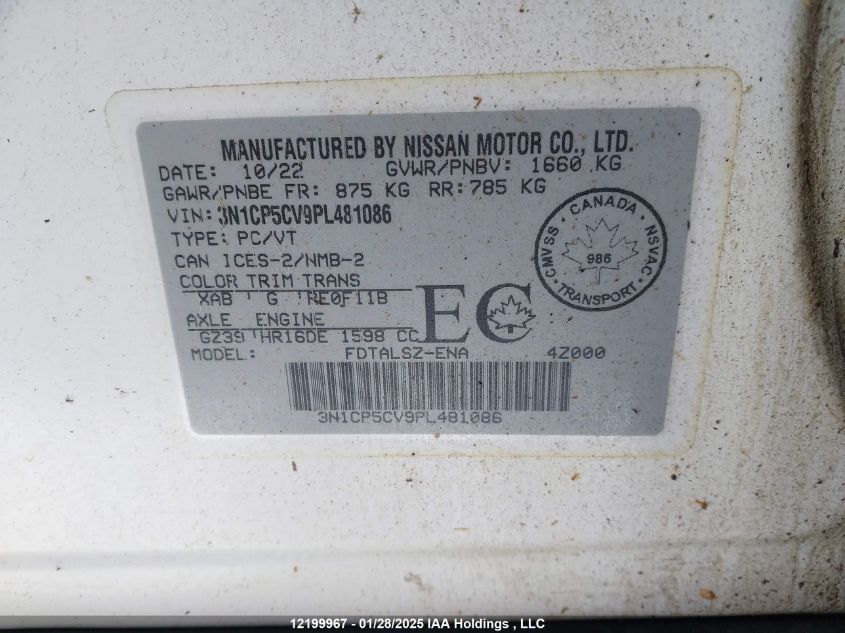 MANUFACTURED BY NISSAN MOTOR CO., LTD.
DATE: 10/22 GVWR/PNBV: 1660 KG
GAWR/PNBE FR: 875 KG RR: 785 KG
VIN: 3N1CP5CV9PL481086
TYPE: PC/VT
CAN ICES-2/NMB-2
COLOR TRIM TRANS
XAB G RE0F11B
AXLE ENGINE
GZ39 HR16DE 1598 CC
MODEL: FDTALSZ-ENA 4Z000
EC
CANADA
CMVSS 986 NSVAC
TRANSPORT
3N1CP5CV9PL481086
12199967 - 01/28/2025 IAA Holdings , LLC